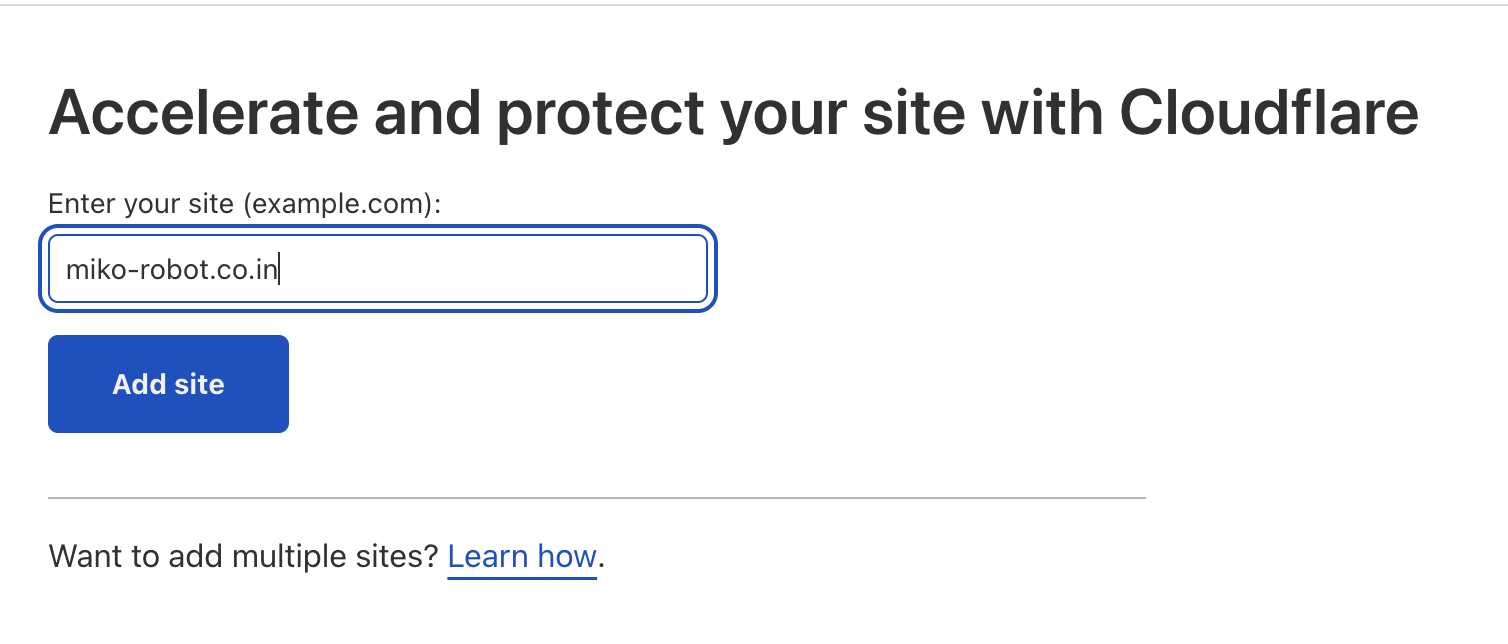 Accelerate and protect your site with Cloudflare
Enter your site (example.com):
miko-robot.co.in
Add site
Want to add multiple sites? Learn how.